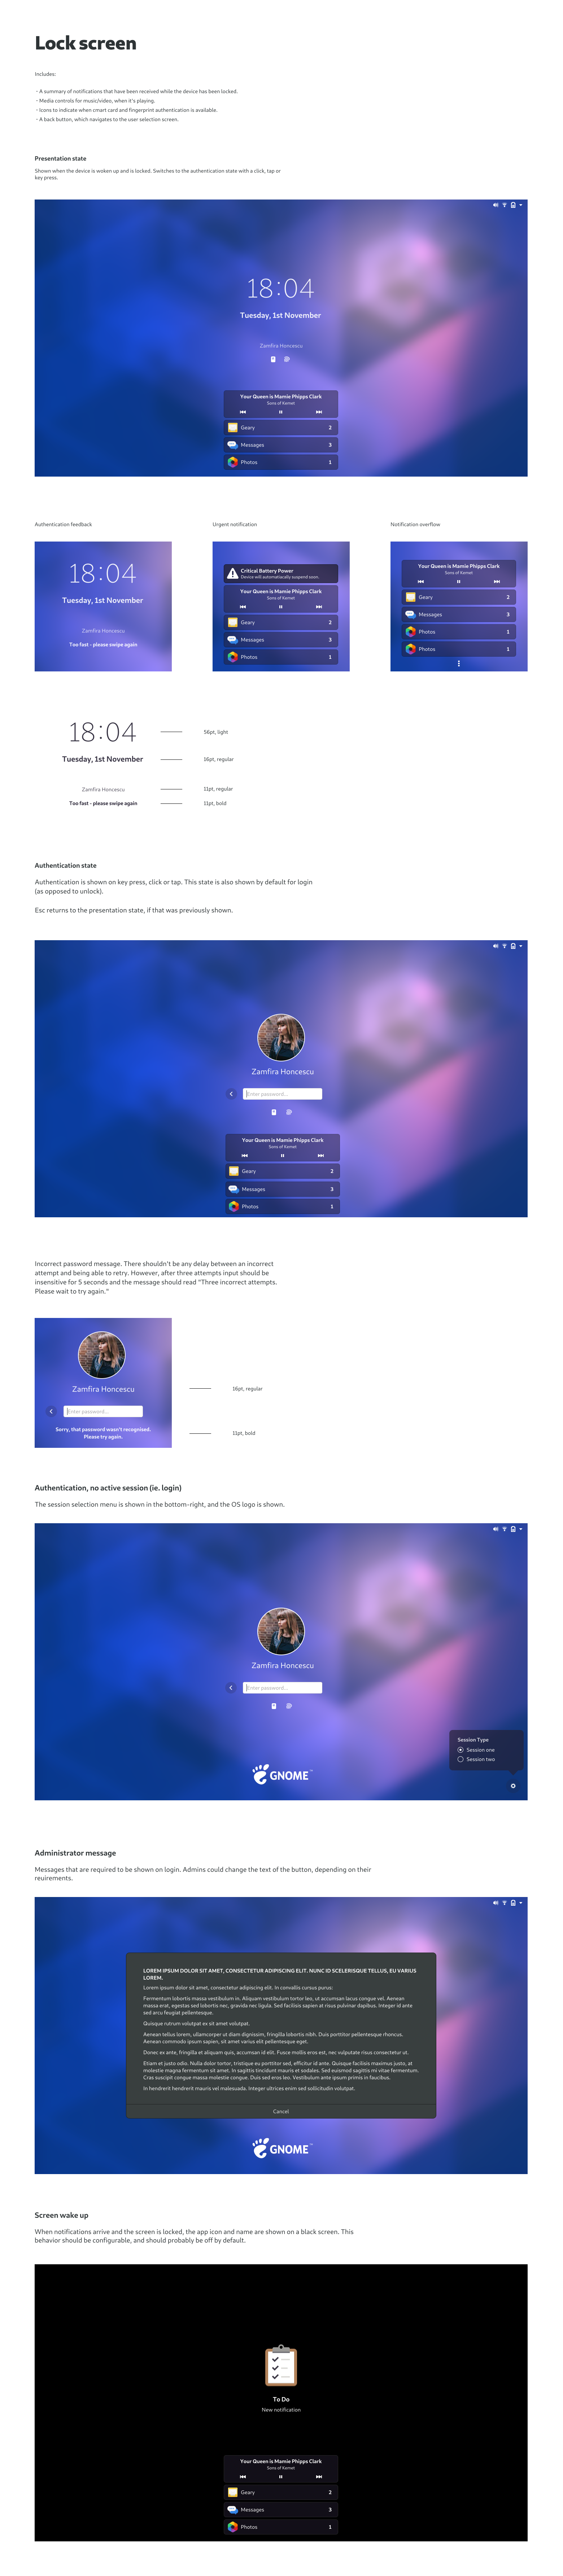 Lock screen
Includes:
- A summary of notifications that have been received while the device has been locked.
- Media controls for music/video, when it's playing.
- Icons to indicate when cmart card and fingerprint authentication is available.
- A back button, which navigates to the user selection screen.
Presentation state
Shown when the device is woken up and is locked. Switches to the authentication state with a click, tap or
key press.
18:04
Tuesday, 1st November
Zamfira Honcescu
Your Queen is Mamie Phipps Clark
Sons of Kemet
Geary 2
Messages 3
Photos 1
Authentication feedback
Urgent notification
Notification overflow
18:04
Tuesday, 1st November
Zamfira Honcescu
Too fast - please swipe again
Critical Battery Power
Device will automatically suspend soon.
Your Queen is Mamie Phipps Clark
Sons of Kemet
Geary 2
Messages 3
Photos 1
Your Queen is Mamie Phipps Clark
Sons of Kemet
Geary 2
Messages 3
Photos 1
Photos 1
18:04 56pt, light
Tuesday, 1st November 16pt, regular
Zamfira Honcescu 11pt, regular
Too fast - please swipe again 11pt, bold
Authentication state
Authentication is shown on key press, click or tap. This state is also shown by default for login
(as opposed to unlock).
Esc returns to the presentation state, if that was previously shown.
Zamfira Honcescu
Enter password...
Your Queen is Mamie Phipps Clark
Sons of Kemet
Geary 2
Messages 3
Photos 1
Incorrect password message. There shouldn't be any delay between an incorrect
attempt and being able to retry. However, after three attempts input should be
insensitive for 5 seconds and the message should read "Three incorrect attempts.
Please wait to try again."
Zamfira Honcescu 16pt, regular
Enter password...
Sorry, that password wasn't recognised. 11pt, bold
Please try again.
Authentication, no active session (ie. login)
The session selection menu is shown in the bottom-right, and the OS logo is shown.
Zamfira Honcescu
Enter password...
Session Type
Session one
Session two
GNOME™
Administrator message
Messages that are required to be shown on login. Admins could change the text of the button, depending on their
reuirements.
LOREM IPSUM DOLOR SIT AMET, CONSECTETUR ADIPISCING ELIT. NUNC ID SCELERISQUE TELLUS, EU VARIUS
LOREM.
Lorem ipsum dolor sit amet, consectetur adipiscing elit. In convallis cursus purus:
Fermentum lobortis massa vestibulum in. Aliquam vestibulum tortor leo, ut accumsan lacus congue vel. Aenean
massa erat, egestas sed lobortis nec, gravida nec ligula. Sed facilisis sapien at risus pulvinar dapibus. Integer id ante
sed arcu feugiat pellentesque.
Quisque rutrum volutpat ex sit amet volutpat.
Aenean tellus lorem, ullamcorper ut diam dignissim, fringilla lobortis nibh. Duis porttitor pellentesque rhoncus.
Aenean commodo ipsum sapien, sit amet varius elit pellentesque eget.
Donec ex ante, fringilla et aliquam quis, accumsan id elit. Fusce mollis eros est, nec vulputate risus consectetur ut.
Etiam et justo odio. Nulla dolor tortor, tristique eu porttitor sed, efficitur id ante. Quisque facilisis maximus justo, at
molestie magna fermentum sit amet. In sagittis tincidunt mauris et sodales. Sed euismod sagittis mi vitae fermentum.
Cras suscipit congue massa molestie congue. Duis sed eros leo. Vestibulum ante ipsum primis in faucibus.
In hendrerit hendrerit mauris vel malesuada. Integer ultrices enim sed sollicitudin volutpat.
Cancel
GNOME™
Screen wake up
When notifications arrive and the screen is locked, the app icon and name are shown on a black screen. This
behavior should be configurable, and should probably be off by default.
To Do
New notification
Your Queen is Mamie Phipps Clark
Sons of Kemet
Geary 2
Messages 3
Photos 1